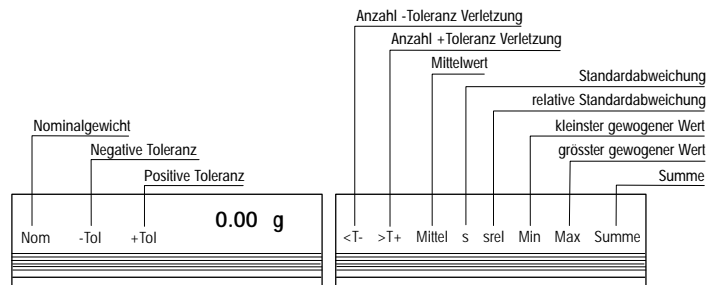 Anzahl -Toleranz Verletzung
Anzahl +Toleranz Verletzung
Mittelwert
Standardabweichung
relative Standardabweichung
kleinster gewogener Wert
grösster gewogener Wert
Summe
Nominalgewicht
Negative Toleranz
Positive Toleranz
0.00 g
Nom -Tol +Tol
<T- >T+ Mittel s srel Min Max Summe